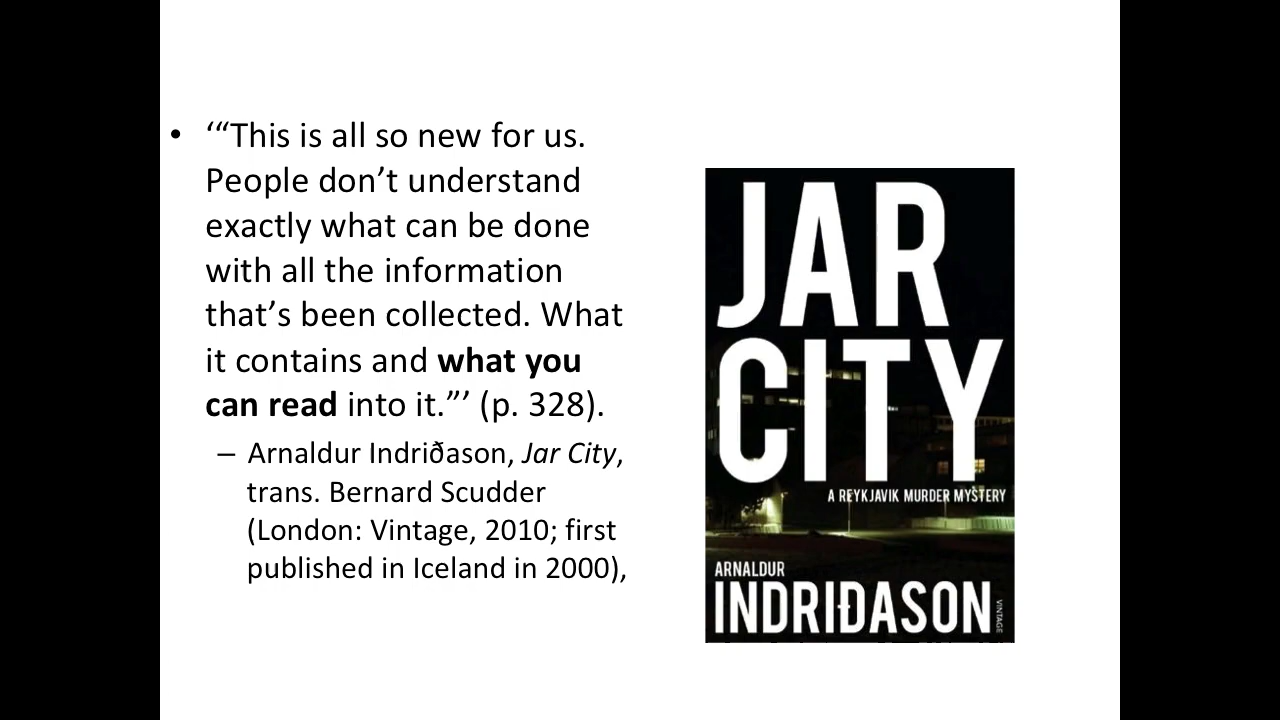 • ‘“This is all so new for us.
People don’t understand
exactly what can be done
with all the information
that’s been collected. What
it contains and what you
can read into it.”’ (p. 328).
– Arnaldur Indriðason, Jar City,
trans. Bernard Scudder
(London: Vintage, 2010; first
published in Iceland in 2000),
JAR
CITY
A REYKJAVIK MURDER MYSTERY
ARNALDUR
INDRIÐASON
VINTAGE